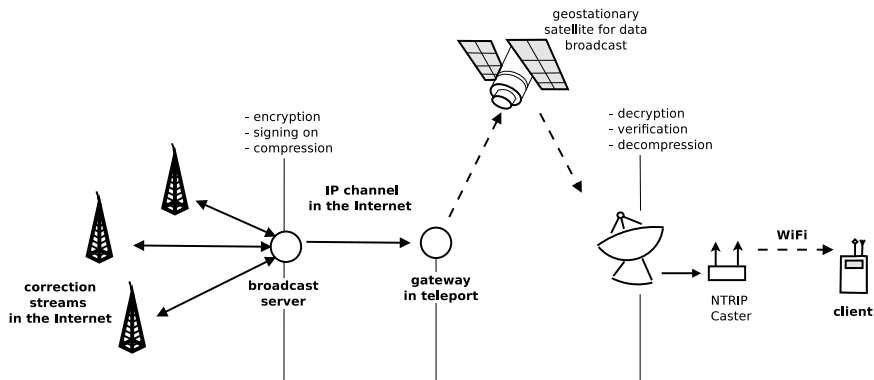 geostationary
satellite for data
broadcast
- encryption
- signing on
- compression
- decryption
- verification
- decompression
IP channel
in the Internet
WiFi
correction
streams
in the Internet
broadcast
server
gateway
in teleport
NTRIP
Caster
client